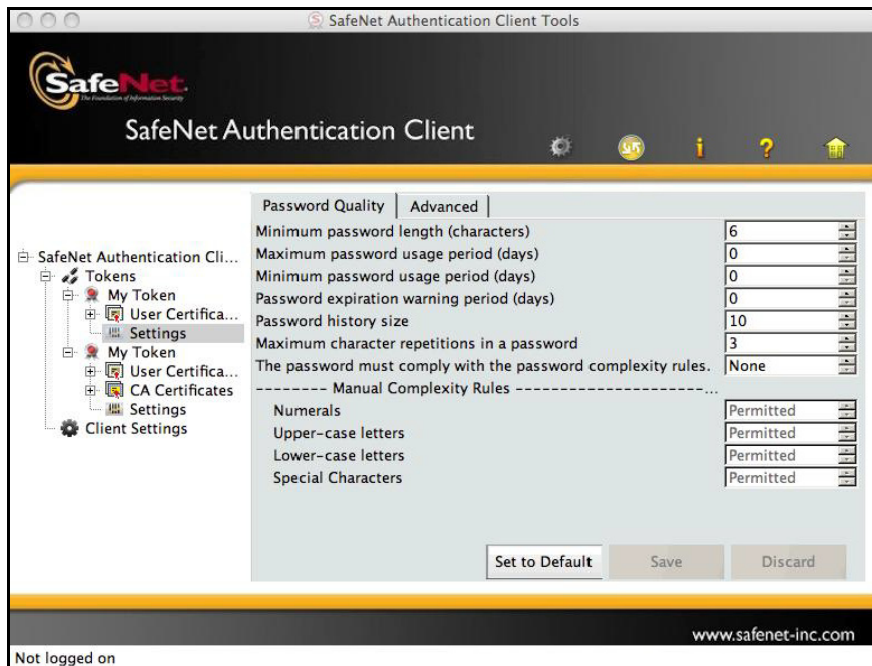 SafeNet Authentication Client Tools
SafeNet.
The Foundation of Information Security
SafeNet Authentication Client
Password Quality
Advanced
SafeNet Authentication Cli...
Tokens
My Token
User Certifica...
Settings
My Token
User Certifica...
CA Certificates
Settings
Client Settings
Minimum password length (characters) 6
Maximum password usage period (days) 0
Minimum password usage period (days) 0
Password expiration warning period (days) 0
Password history size 10
Maximum character repetitions in a password 3
The password must comply with the password complexity rules. None
-------- Manual Complexity Rules ----------------------...
Numerals Permitted
Upper-case letters Permitted
Lower-case letters Permitted
Special Characters Permitted
Set to Default Save Discard
www.safenet-inc.com
Not logged on